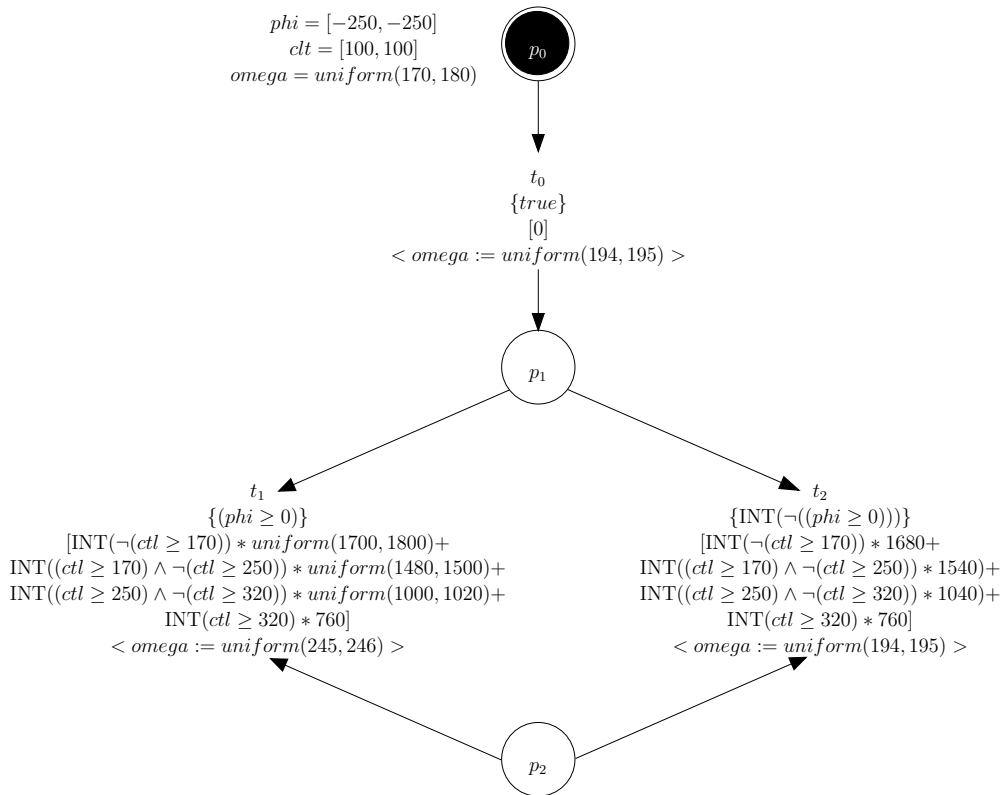 phi = [−250, −250]
clt = [100, 100]
omega = uniform(170, 180)
p₀
t₀
{true}
[0]
< omega := uniform(194, 195) >
p₁
t₁
{(phi ≥ 0)}
[INT(¬(ctl ≥ 170)) ∗ uniform(1700, 1800)+
INT((ctl ≥ 170) ∧ ¬(ctl ≥ 250)) ∗ uniform(1480, 1500)+
INT((ctl ≥ 250) ∧ ¬(ctl ≥ 320)) ∗ uniform(1000, 1020)+
INT(ctl ≥ 320) ∗ 760]
< omega := uniform(245, 246) >
t₂
{INT(¬((phi ≥ 0)))}
[INT(¬(ctl ≥ 170)) ∗ 1680+
INT((ctl ≥ 170) ∧ ¬(ctl ≥ 250)) ∗ 1540)+
INT((ctl ≥ 250) ∧ ¬(ctl ≥ 320)) ∗ 1040)+
INT(ctl ≥ 320) ∗ 760]
< omega := uniform(194, 195) >
p₂